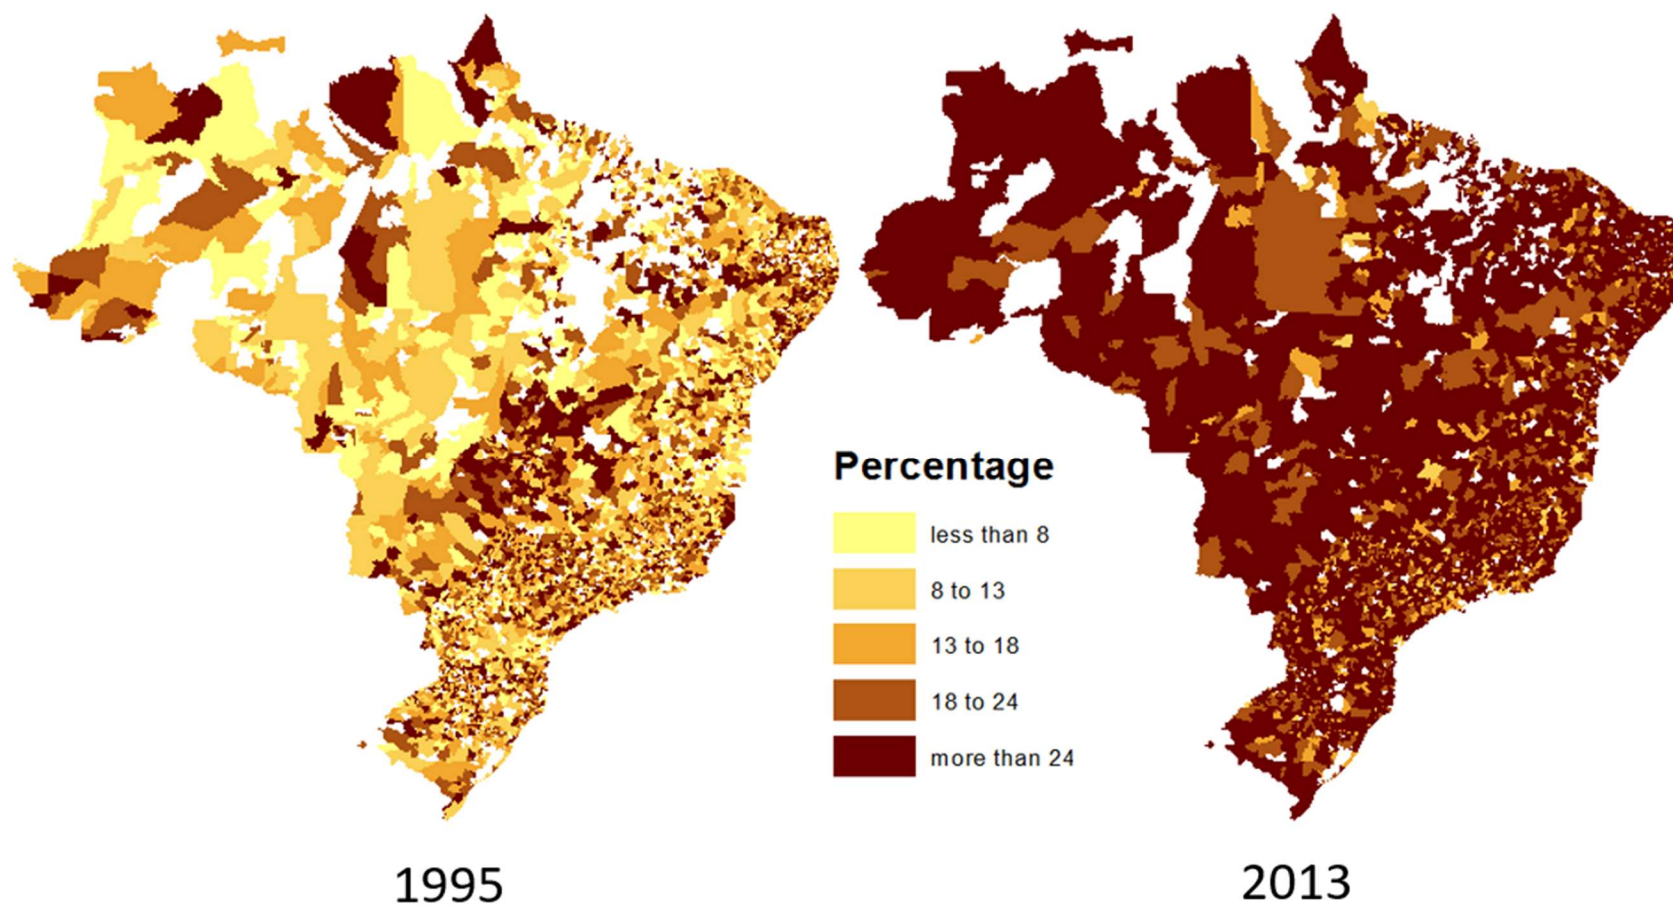 Percentage
less than 8
8 to 13
13 to 18
18 to 24
more than 24
1995
2013